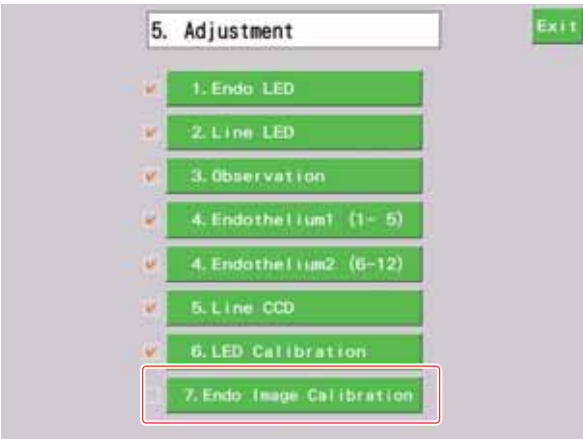 5. Adjustment
Exit
1. Endo LED
2. Line LED
3. Observation
4. Endothelium1 (1- 5)
4. Endothelium2 (6-12)
5. Line CCD
6. LED Calibration
7. Endo Image Calibration